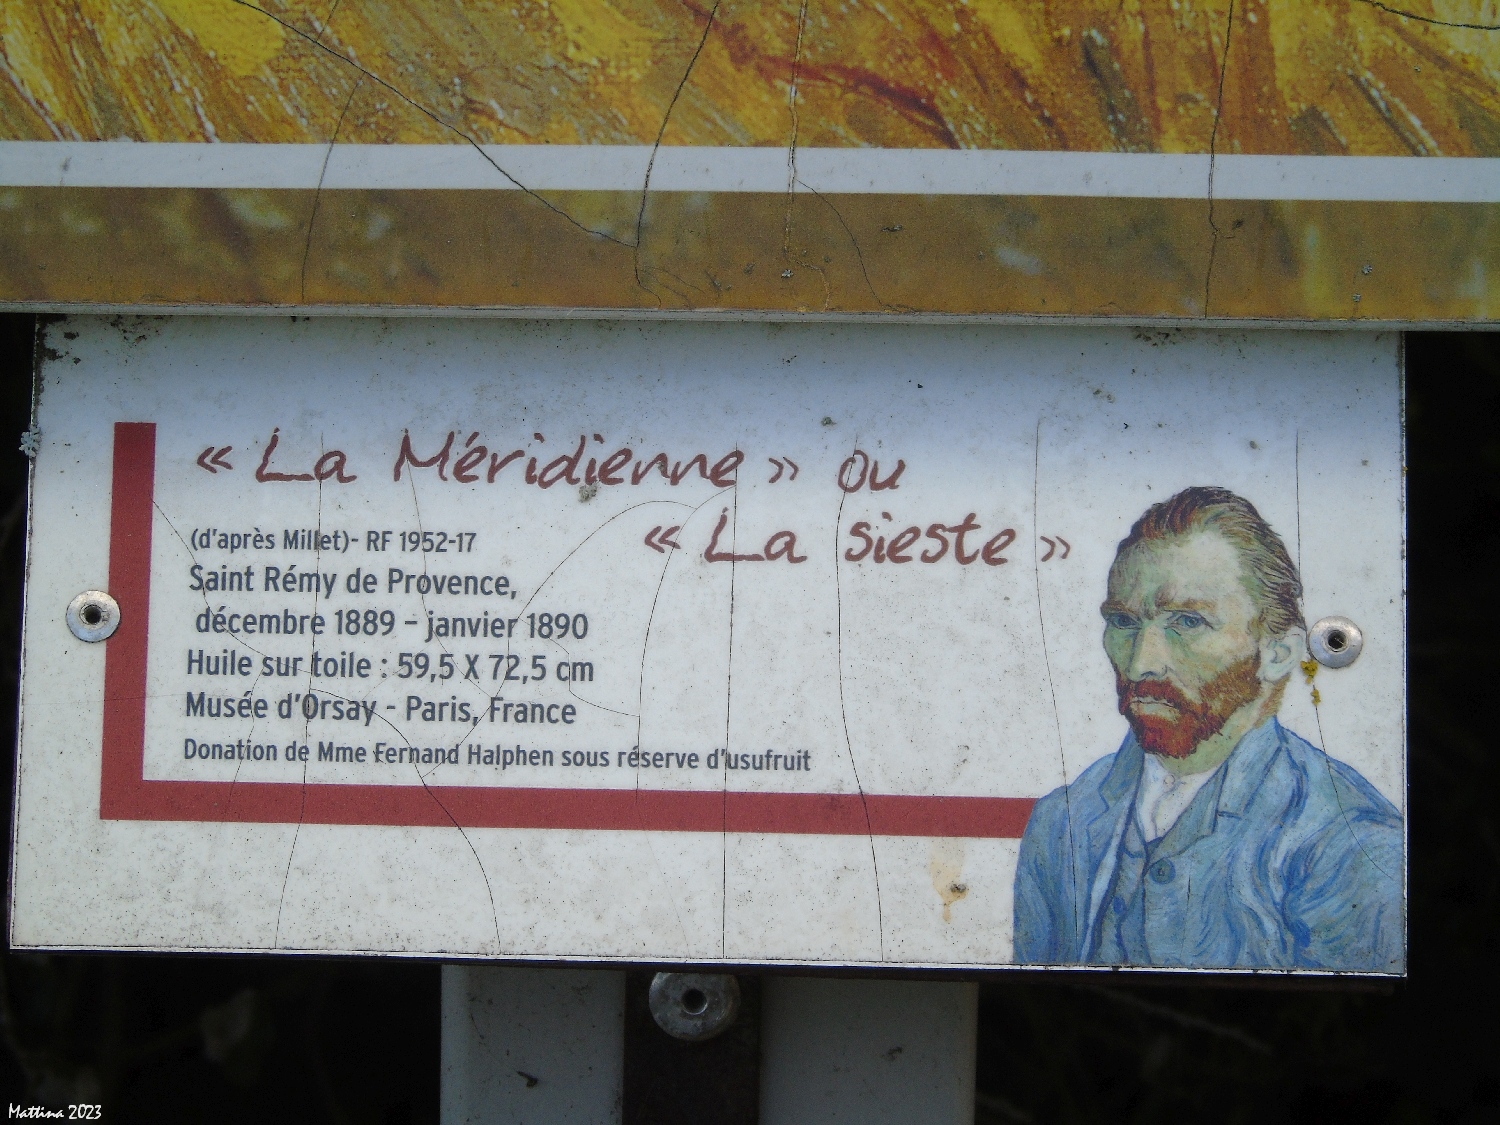 « La Méridienne » ou
« La sieste »
(d'après Millet)- RF 1952-17
Saint Rémy de Provence,
décembre 1889 – janvier 1890
Huile sur toile : 59,5 X 72,5 cm
Musée d'Orsay - Paris, France
Donation de Mme Fernand Halphen sous réserve d'usufruit
Mattina 2023